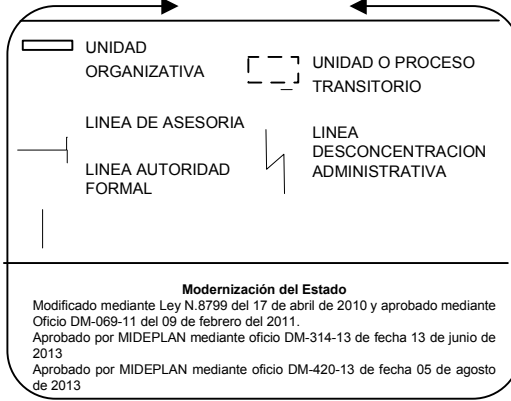 UNIDAD
ORGANIZATIVA
UNIDAD O PROCESO
TRANSITORIO
LINEA DE ASESORIA
LINEA AUTORIDAD
FORMAL
LINEA
DESCONCENTRACION
ADMINISTRATIVA
Modernización del Estado
Modificado mediante Ley N.8799 del 17 de abril de 2010 y aprobado mediante
Oficio DM-069-11 del 09 de febrero del 2011.
Aprobado por MIDEPLAN mediante oficio DM-314-13 de fecha 13 de junio de
2013
Aprobado por MIDEPLAN mediante oficio DM-420-13 de fecha 05 de agosto
de 2013